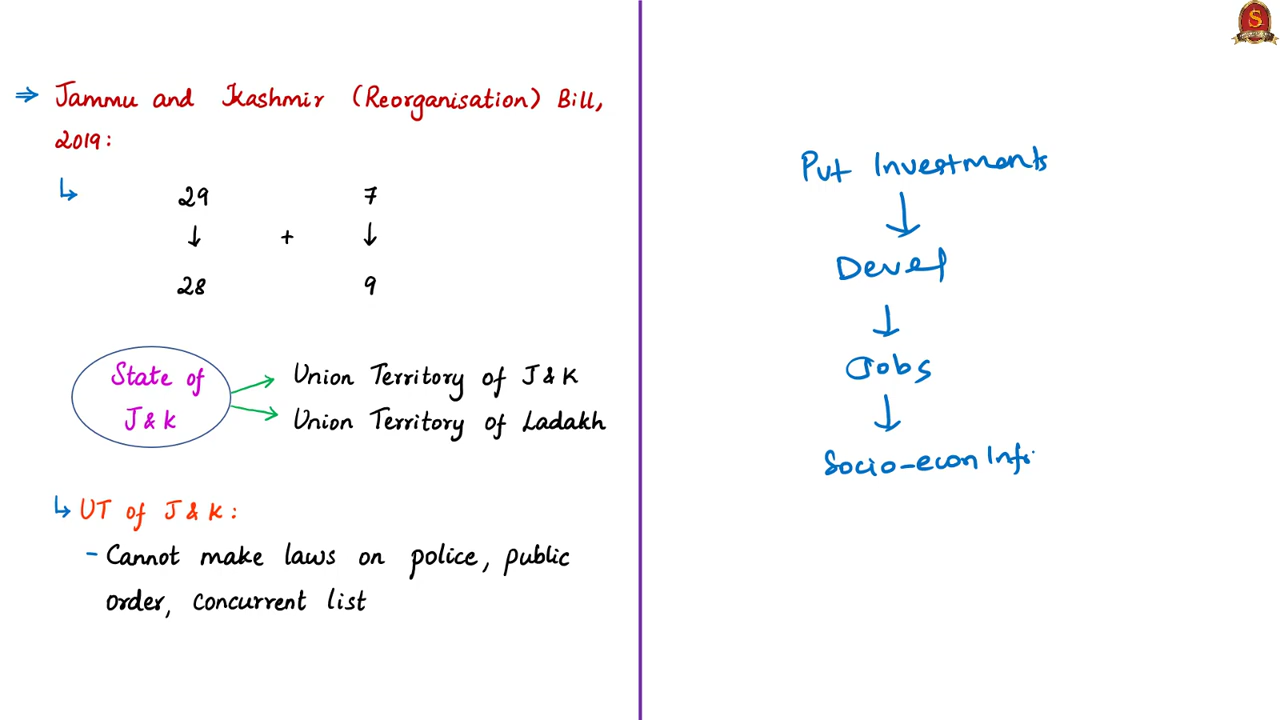 ⇒ Jammu and Kashmir (Reorganisation) Bill,
2019:
↳ 29 7
↓ + ↓
28 9
State of
J&K
→ Union Territory of J&K
→ Union Territory of Ladakh
↳ UT of J&K:
- Cannot make laws on police, public
order, concurrent list
Put Investments
↓
Devel
↓
Jobs
↓
Socio-econ Infr
S